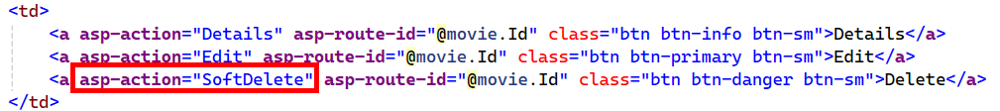 <td>
<a asp-action="Details" asp-route-id="@movie.Id" class="btn btn-info btn-sm">Details</a>
<a asp-action="Edit" asp-route-id="@movie.Id" class="btn btn-primary btn-sm">Edit</a>
<a asp-action="SoftDelete" asp-route-id="@movie.Id" class="btn btn-danger btn-sm">Delete</a>
</td>